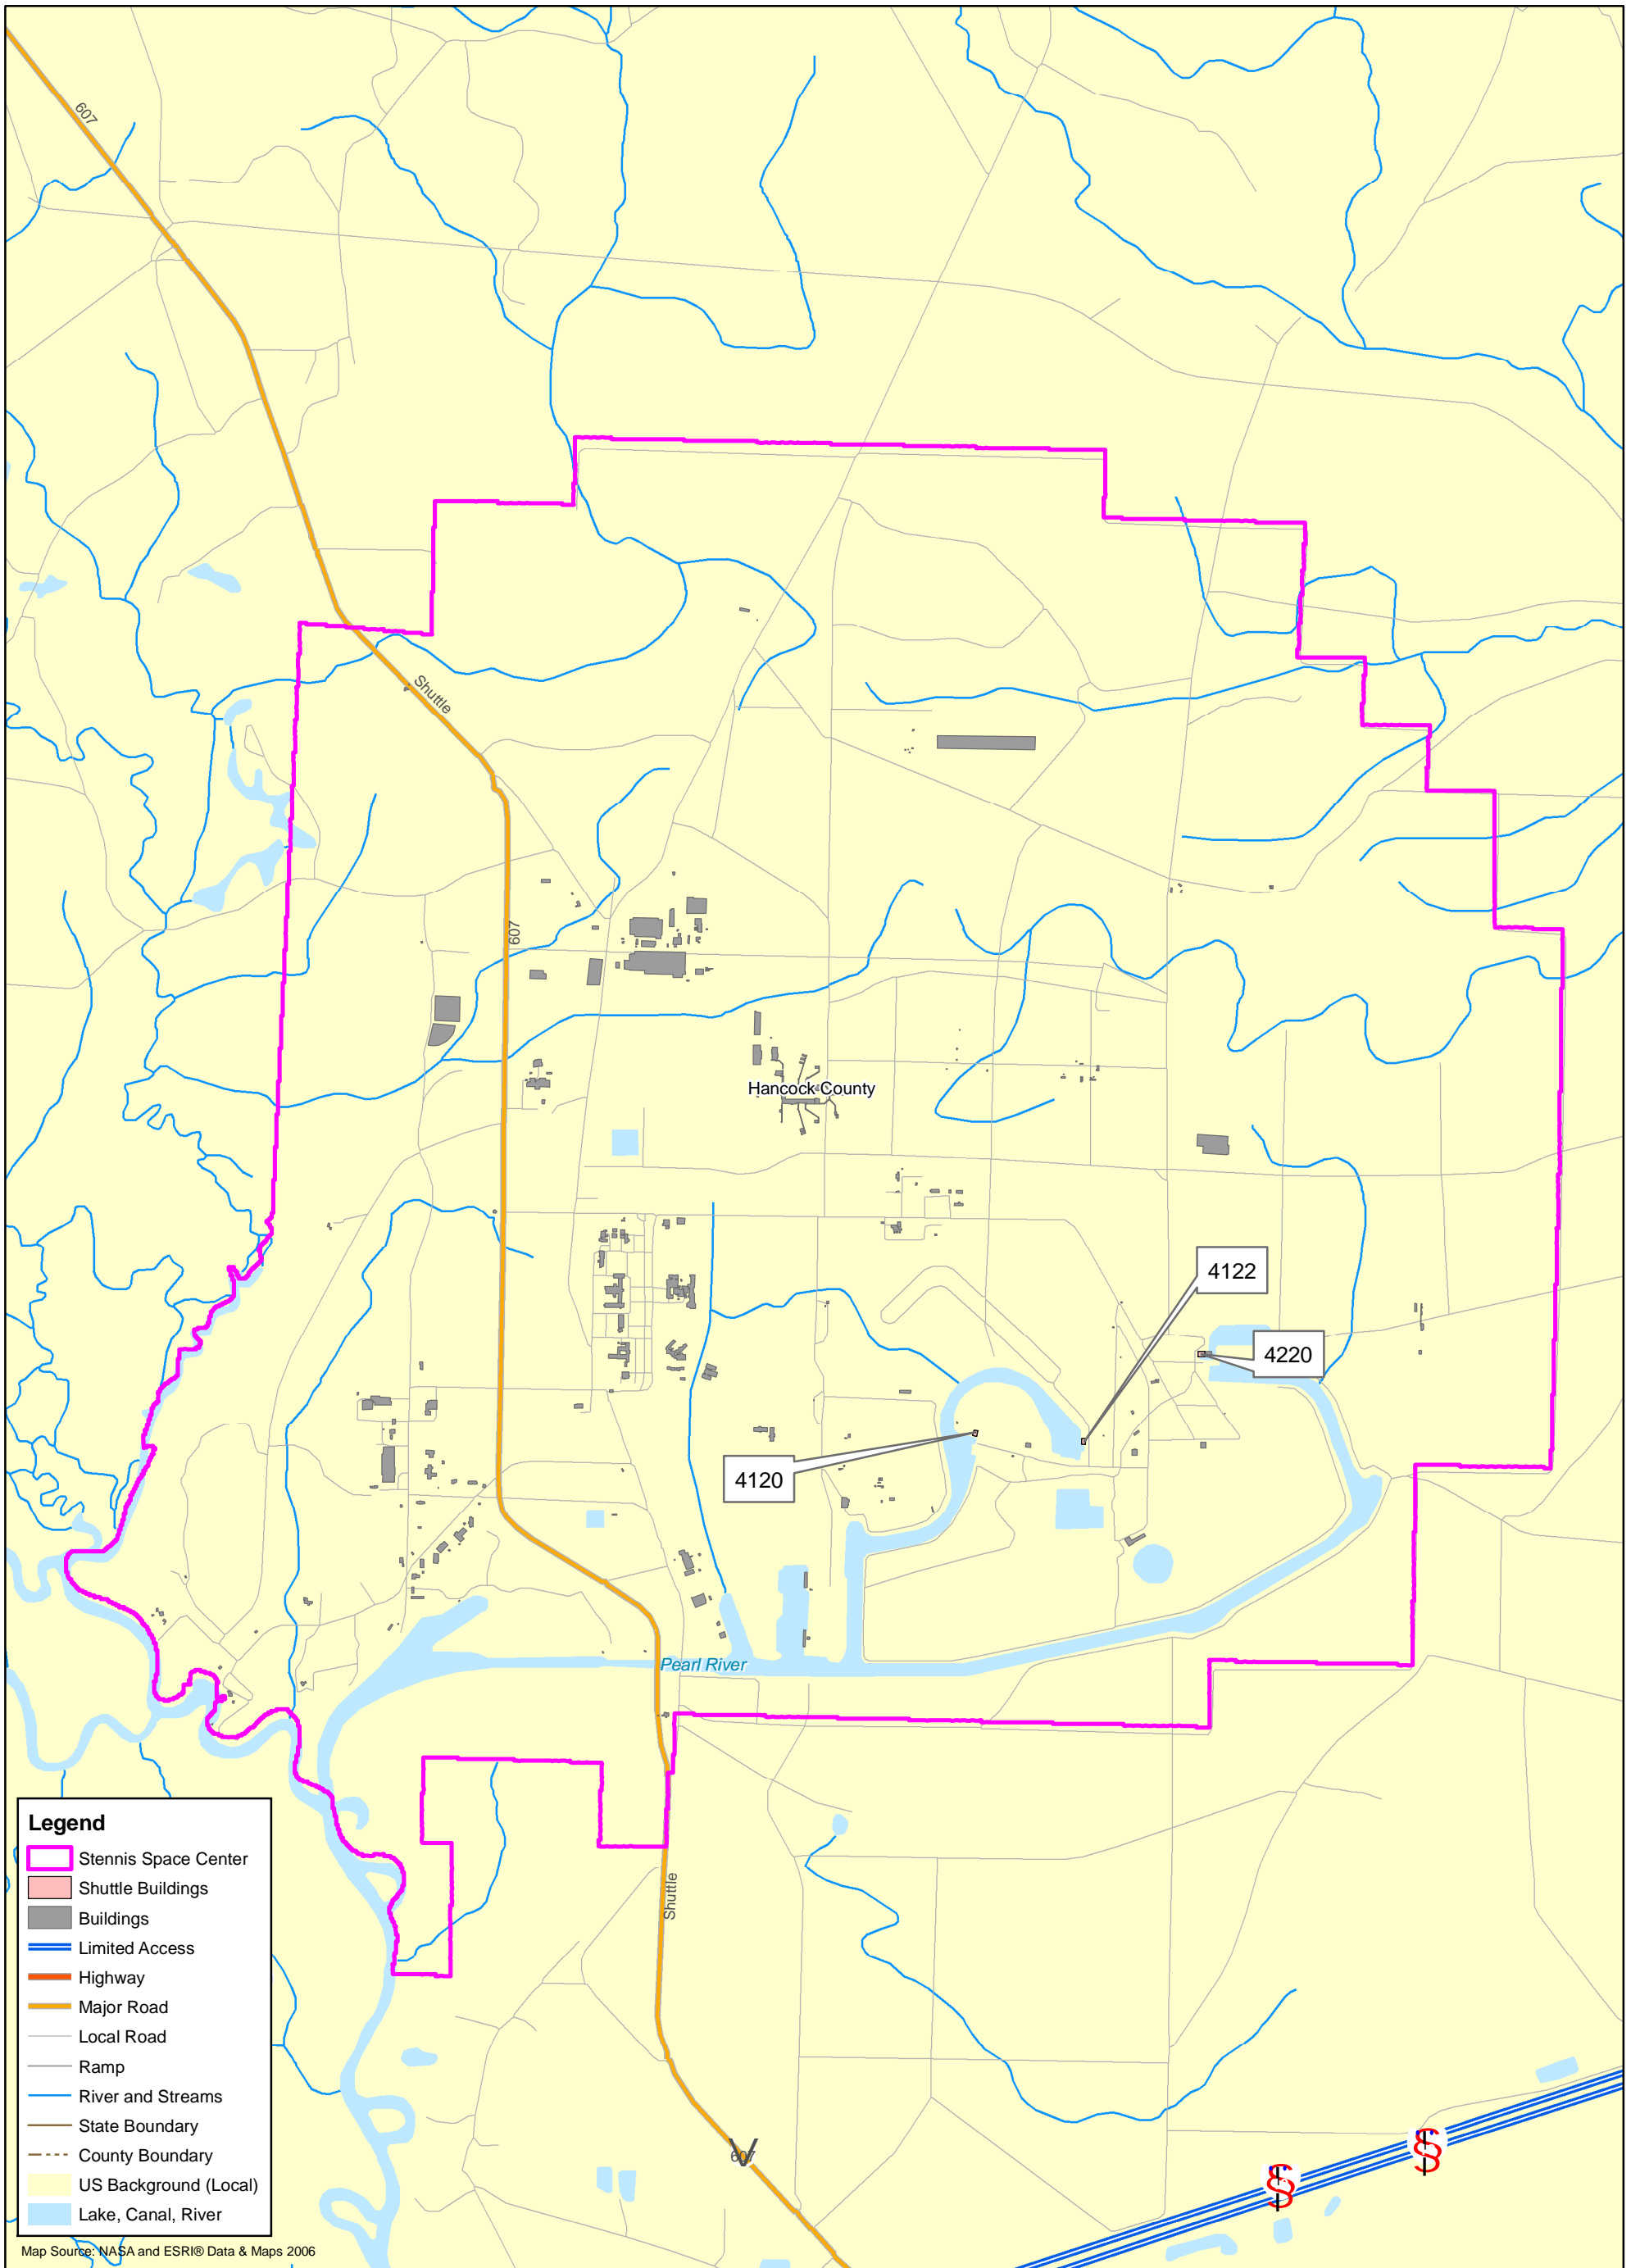 607
Shuttle
607
Hancock County
4122
4220
4120
Pearl River
Shuttle
607
Legend
Stennis Space Center
Shuttle Buildings
Buildings
Limited Access
Highway
Major Road
Local Road
Ramp
River and Streams
State Boundary
County Boundary
US Background (Local)
Lake, Canal, River
Map Source: NASA and ESRI® Data & Maps 2006
V
§
§